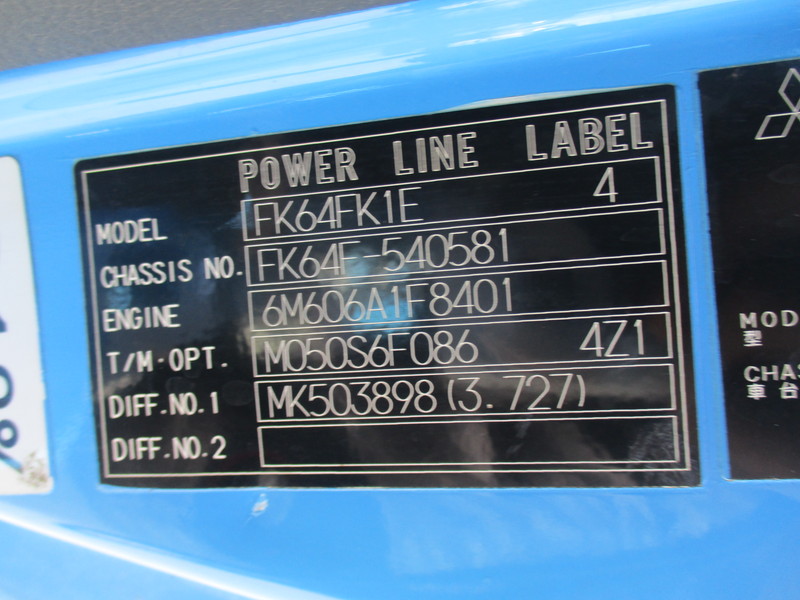 POWER LINE LABEL
MODEL FK64FK1E 4
CHASSIS NO. FK64F-540581
ENGINE 6M606A1F8401
T/M·OPT. M050S6F086 4Z1
DIFF.NO.1 MK503898(3.727)
DIFF.NO.2
MOD
型
CHAS
車台